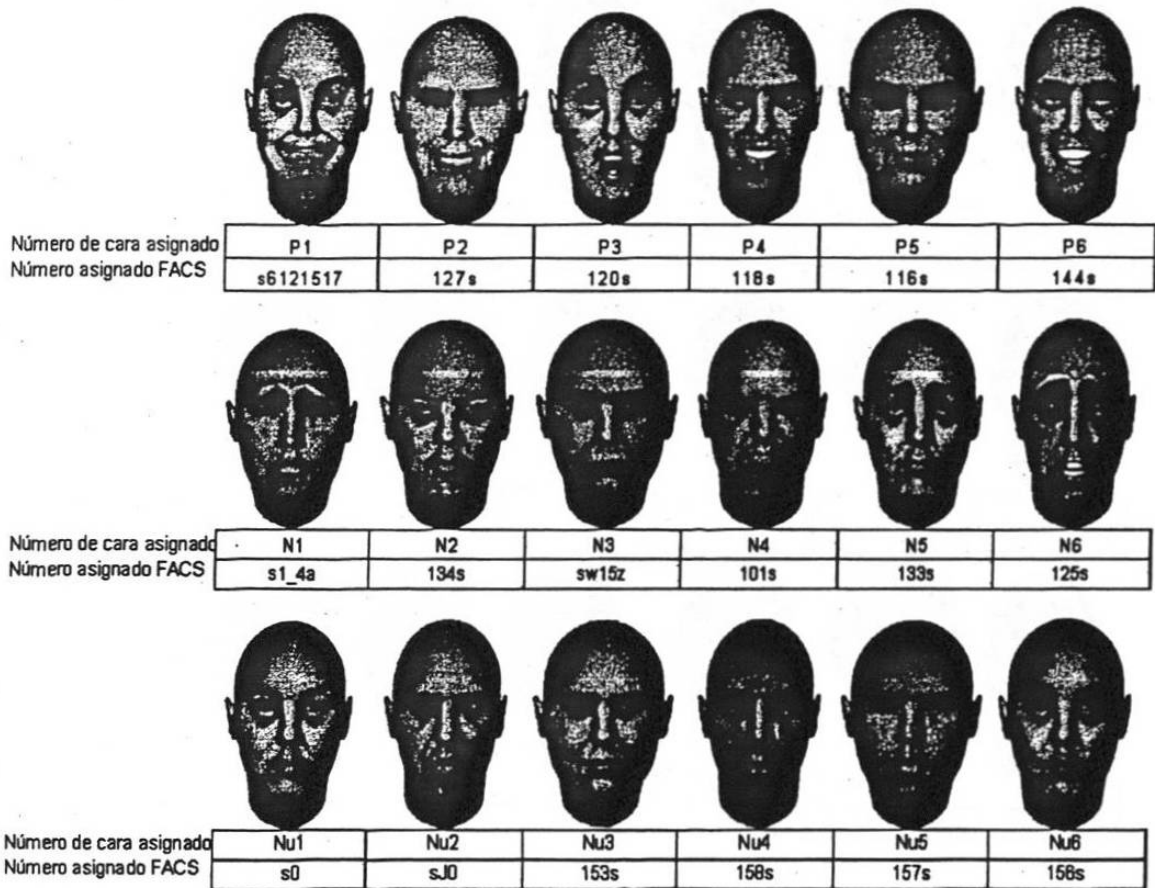 Número de cara asignado P1 P2 P3 P4 P5 P6
Número asignado FACS s6121517 127s 120s 118s 116s 144s
Número de cara asignado N1 N2 N3 N4 N5 N6
Número asignado FACS s1_4a 134s sw15z 101s 133s 125s
Número de cara asignado Nu1 Nu2 Nu3 Nu4 Nu5 Nu6
Número asignado FACS s0 sJ0 153s 158s 157s 156s